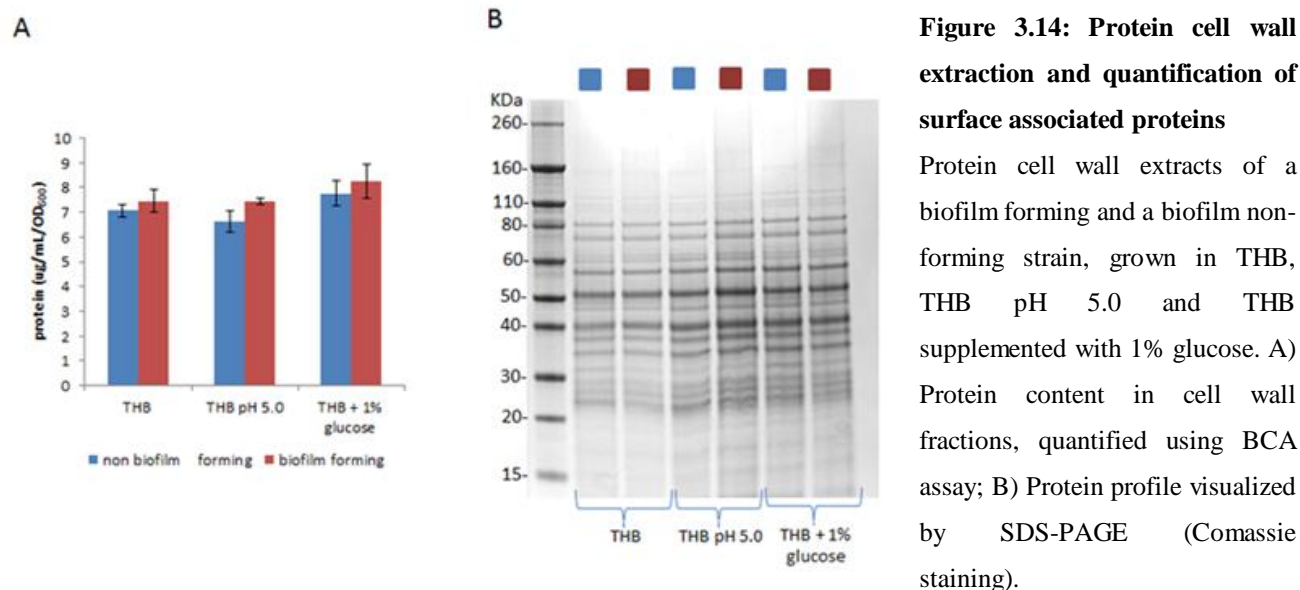 A
10
9
8
7
6
5
4
3
2
1
0
protein (ug/mL/OD600)
THB
THB pH 5.0
THB + 1%
glucose
non biofilm forming
biofilm forming
B
KDa
260-
160-
110-
80-
60-
50-
40-
30-
20-
15-
THB
THB pH 5.0
THB + 1%
glucose
Figure 3.14: Protein cell wall
extraction and quantification of
surface associated proteins
Protein cell wall extracts of a
biofilm forming and a biofilm non-
forming strain, grown in THB,
THB pH 5.0 and THB
supplemented with 1% glucose. A)
Protein content in cell wall
fractions, quantified using BCA
assay; B) Protein profile visualized
by SDS-PAGE (Comassie
staining).